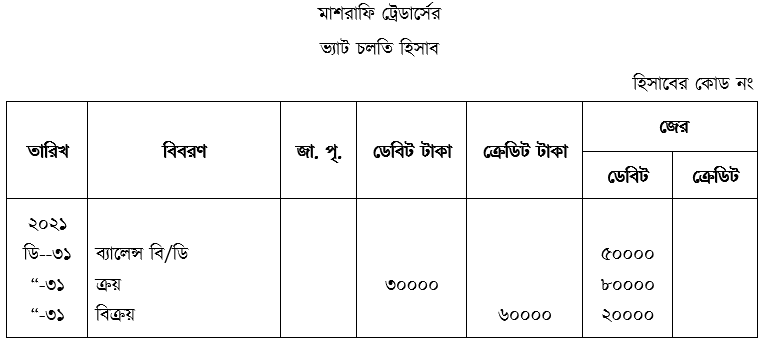 মাশরাফি ট্রেডার্সের
ভ্যাট চলতি হিসাব
হিসাবের কোড নং
তারিখ বিবরণ জা. পৃ. ডেবিট টাকা ক্রেডিট টাকা জের
ডেবিট ক্রেডিট
২০২১
ডি--৩১ ব্যালেন্স বি/ডি ৫০০০০
“-৩১ ক্রয় ৩০০০০ ৮০০০০
“-৩১ বিক্রয় ৬০০০০ ২০০০০